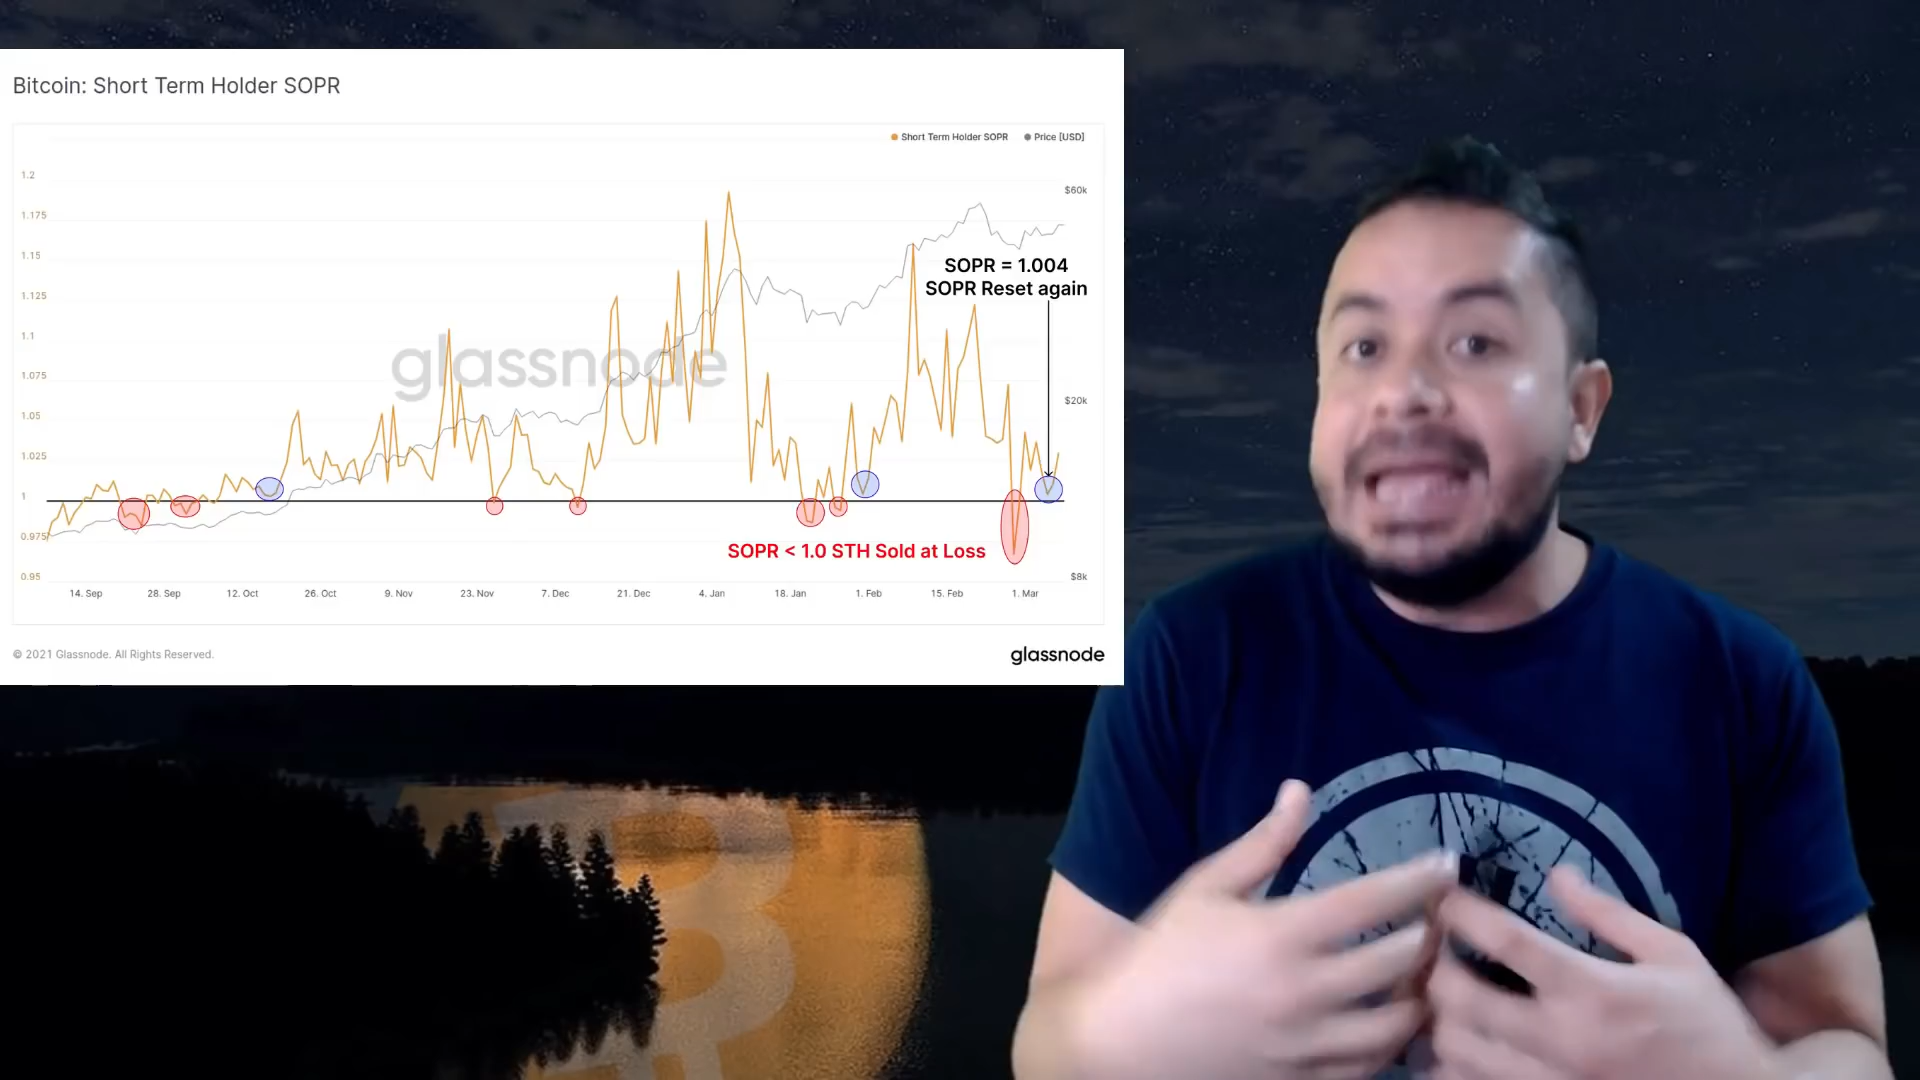 Bitcoin: Short Term Holder SOPR
Short Term Holder SOPR
Price [USD]
1.2
1.175
1.15
1.125
1.1
1.075
1.05
1.025
1
0.975
0.95
$60k
$20k
$8k
SOPR = 1.004
SOPR Reset again
glassnode
SOPR < 1.0 STH Sold at Loss
14. Sep
28. Sep
12. Oct
26. Oct
9. Nov
23. Nov
7. Dec
21. Dec
4. Jan
18. Jan
1. Feb
15. Feb
1. Mar
© 2021 Glassnode. All Rights Reserved.
glassnode